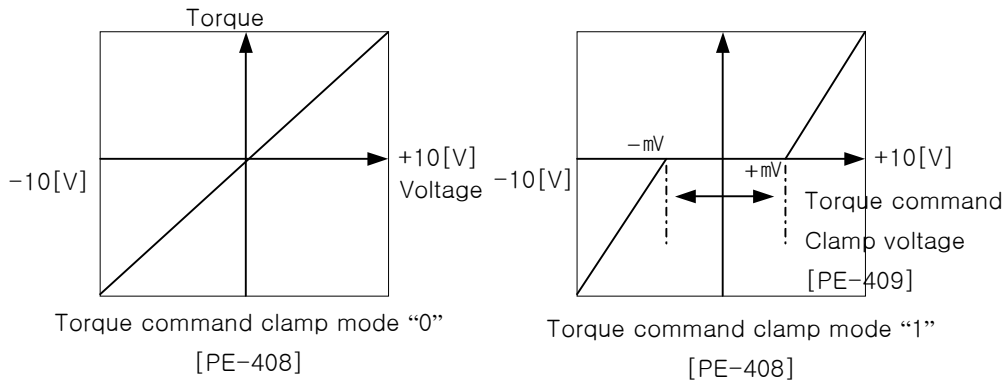 Torque
-10[V]
+10[V]
Voltage
Torque command clamp mode “0”
[PE-408]
-mV
+mV
-10[V]
+10[V]
Torque command
Clamp voltage
[PE-409]
Torque command clamp mode “1”
[PE-408]